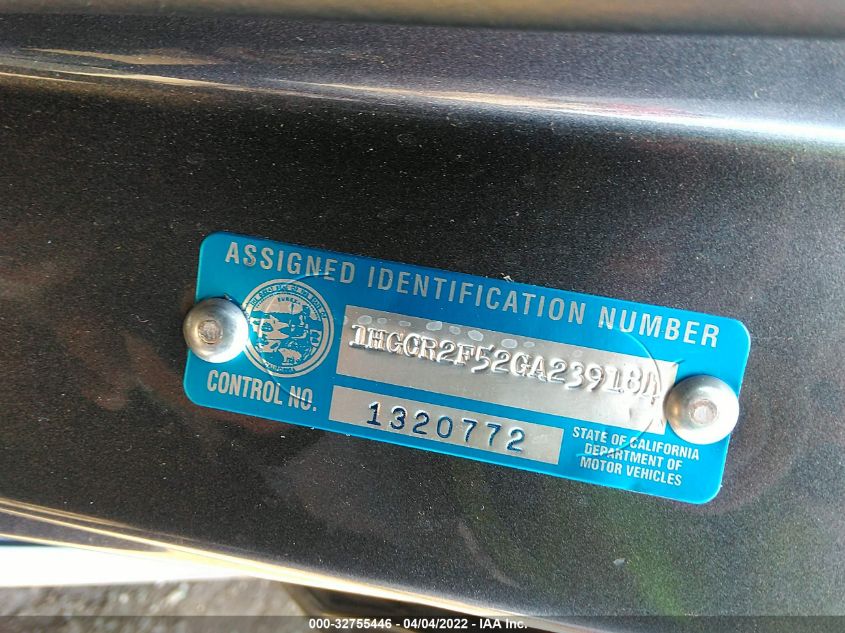 ASSIGNED IDENTIFICATION NUMBER
1HGCR2F52GA239184
CONTROL NO.
1320772
STATE OF CALIFORNIA
DEPARTMENT OF
MOTOR VEHICLES
000-32755446 - 04/04/2022 - IAA Inc.